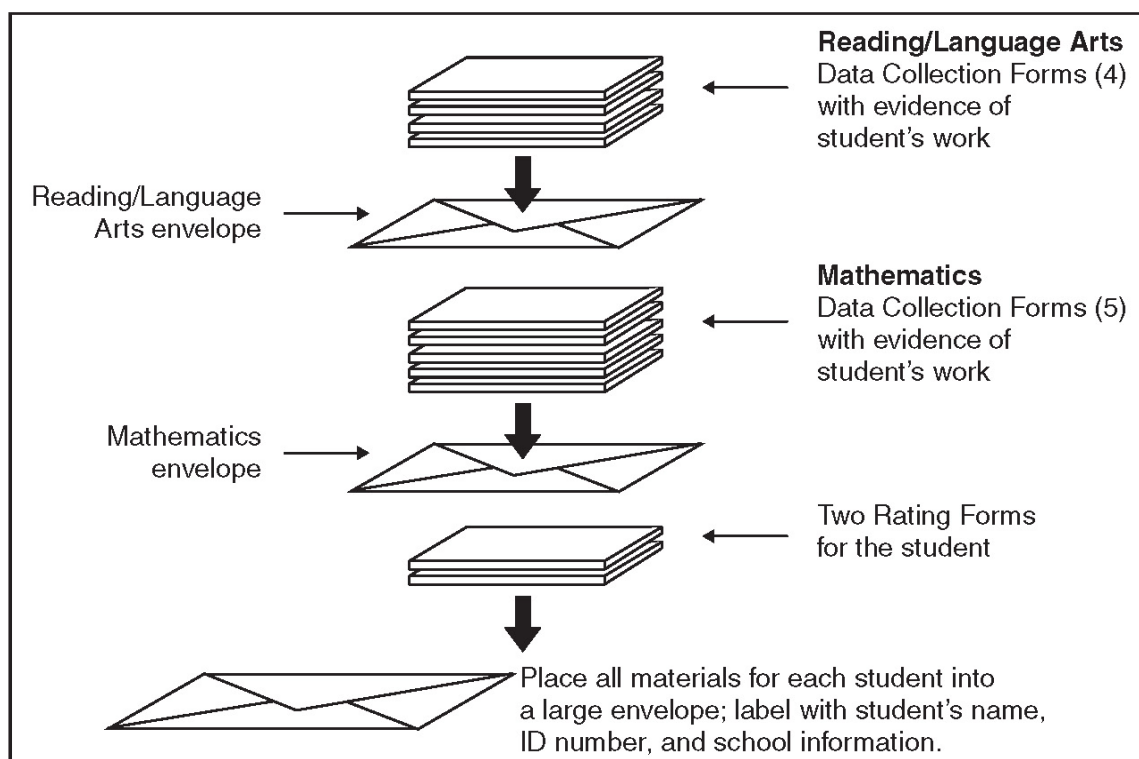 Reading/Language Arts
Data Collection Forms (4)
with evidence of
student's work
Reading/Language
Arts envelope
Mathematics
Data Collection Forms (5)
with evidence of
student's work
Mathematics
envelope
Two Rating Forms
for the student
Place all materials for each student into
a large envelope; label with student's name,
ID number, and school information.